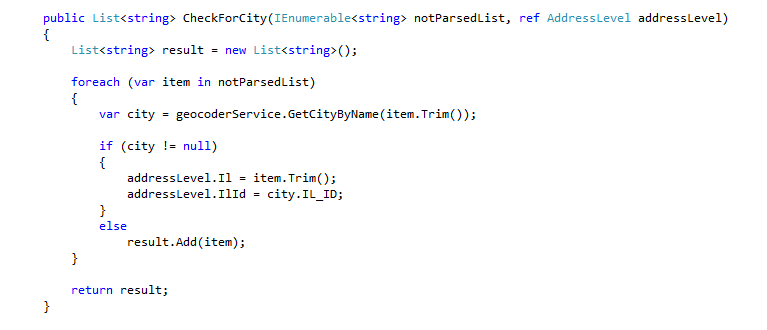 public List<string> CheckForCity(IEnumerable<string> notParsedList, ref AddressLevel addressLevel)
{
    List<string> result = new List<string>();

    foreach (var item in notParsedList)
    {
        var city = geocoderService.GetCityByName(item.Trim());

        if (city != null)
        {
            addressLevel.Il = item.Trim();
            addressLevel.IlId = city.IL_ID;
        }
        else
            result.Add(item);
    }

    return result;
}